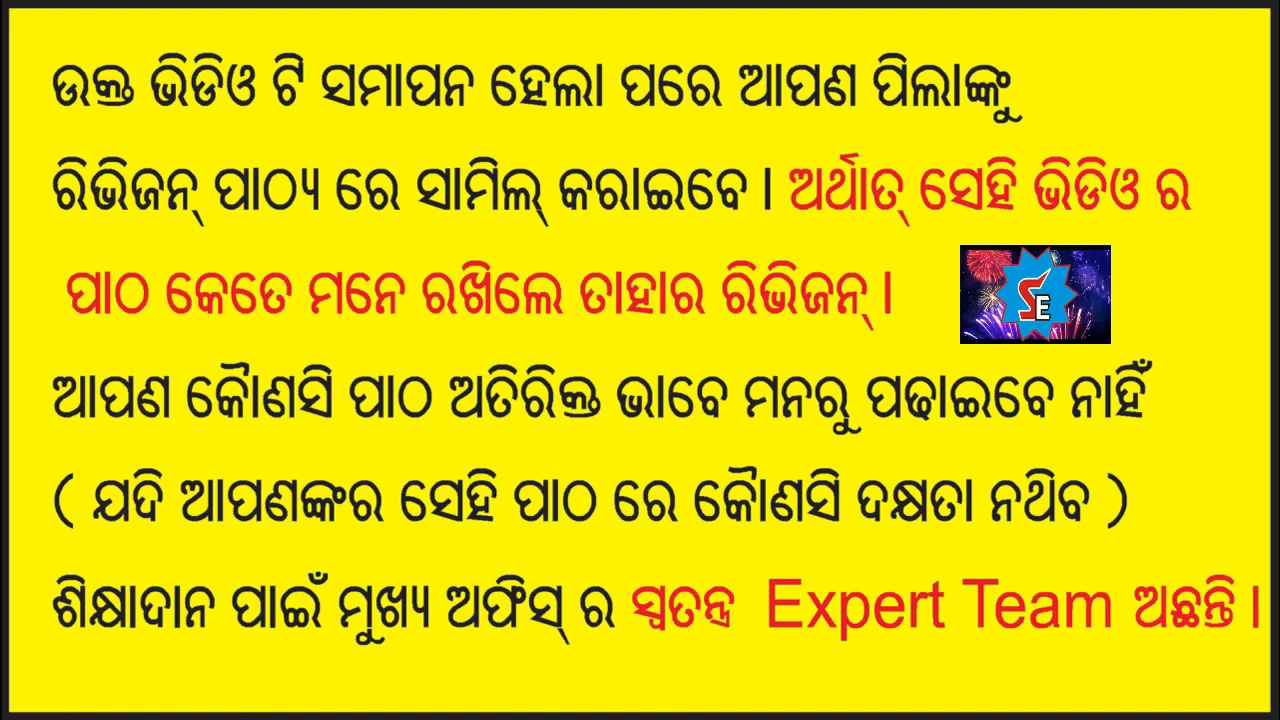 ଉକ୍ତ ଭିଡିଓ ଟି ସମାପନ ହେଲା ପରେ ଆପଣ ପିଲାଙ୍କୁ
ରିଭିଜନ୍ ପାଠ୍ୟ ରେ ସାମିଲ୍ କରାଇବେ । ଅର୍ଥାତ୍ ସେହି ଭିଡିଓ ର
ପାଠ କେତେ ମନେ ରଖିଲେ ତାହାର ରିଭିଜନ୍ ।
SE
ଆପଣ କୌଣସି ପାଠ ଅତିରିକ୍ତ ଭାବେ ମନରୁ ପଢାଇବେ ନାହିଁ
( ଯଦି ଆପଣଙ୍କର ସେହି ପାଠ ରେ କୌଣସି ଦକ୍ଷତା ନଥିବ )
ଶିକ୍ଷାଦାନ ପାଇଁ ମୁଖ୍ୟ ଅଫିସ୍ ର ସ୍ୱତନ୍ତ୍ର Expert Team ଅଛନ୍ତି ।